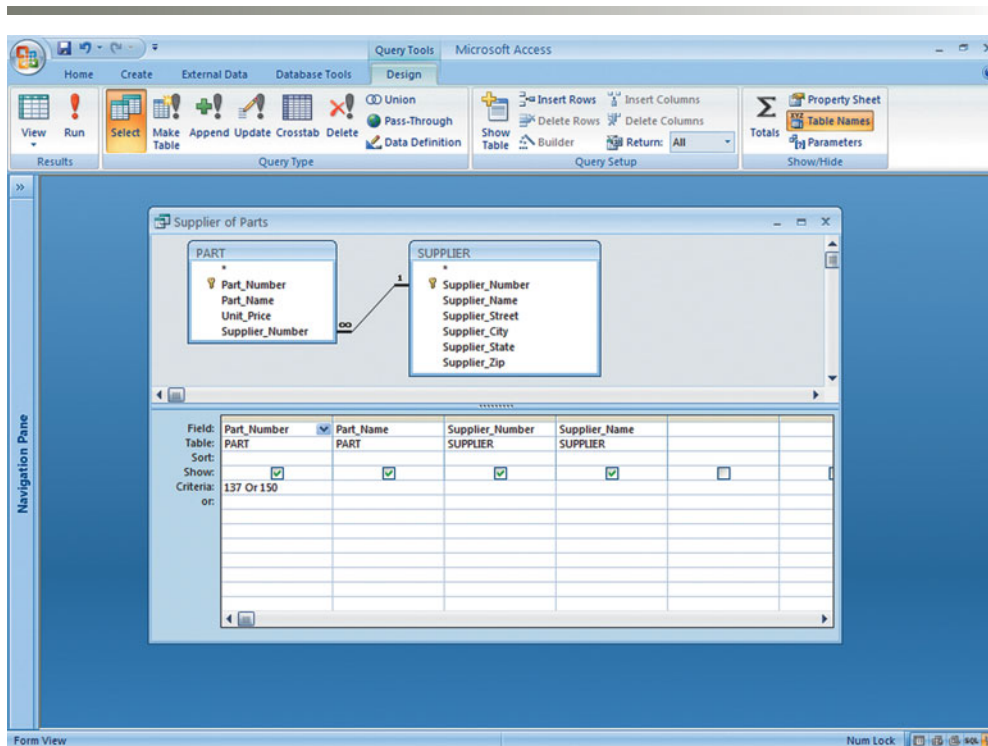 Query Tools Microsoft Access
Home Create External Data Database Tools Design
View Run Select Make Table Append Update Crosstab Delete
Union
Pass-Through
Data Definition
Show Table
Insert Rows
Delete Rows
Builder
Insert Columns
Delete Columns
Return: All
Totals
Property Sheet
Table Names
Parameters
Results Query Type Query Setup Show/Hide
»
Navigation Pane
Supplier of Parts
PART
*
Part_Number
Part_Name
Unit_Price
Supplier_Number
∞
1
SUPPLIER
*
Supplier_Number
Supplier_Name
Supplier_Street
Supplier_City
Supplier_State
Supplier_Zip
Field: Part_Number Part_Name Supplier_Number Supplier_Name
Table: PART PART SUPPLIER SUPPLIER
Sort:
Show:
Criteria: 137 Or 150
or:
Form View Num Lock SQL